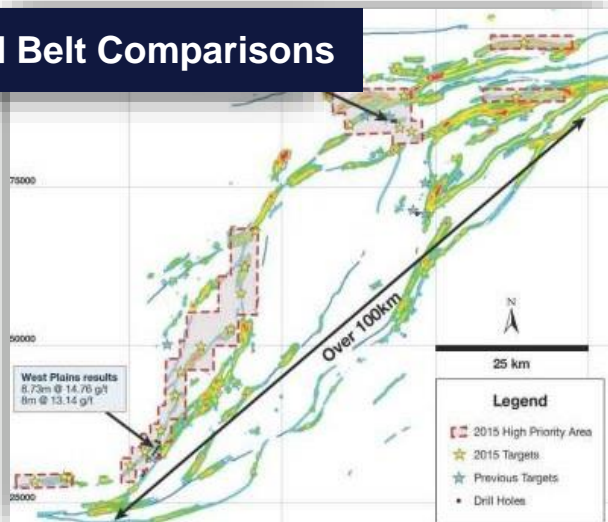 Belt Comparisons
75000
50000
25000
Over 100km
West Plains results
8.73m @ 14.76 g/t
8m @ 13.14 g/t
N
25 km
Legend
2015 High Priority Area
2015 Targets
Previous Targets
Drill Holes